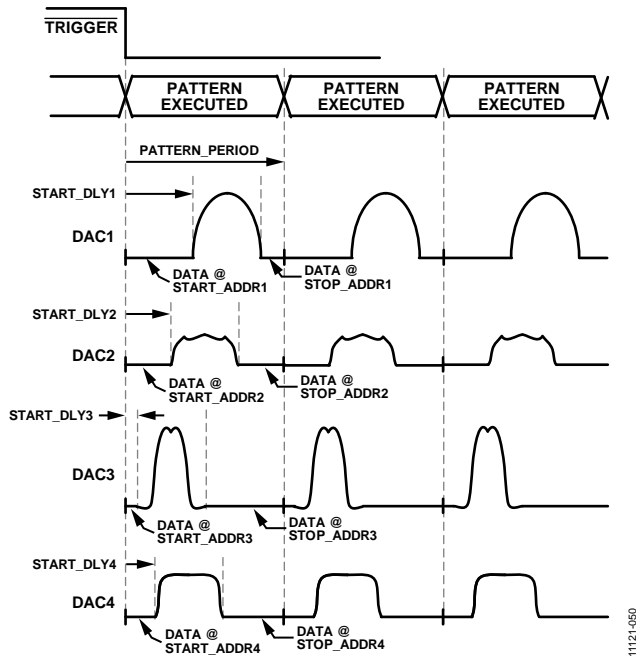 TRIGGER
PATTERN
EXECUTED
PATTERN
EXECUTED
PATTERN
EXECUTED
PATTERN_PERIOD
START_DLY1
DAC1
DATA @
START_ADDR1
DATA @
STOP_ADDR1
START_DLY2
DAC2
DATA @
START_ADDR2
DATA @
STOP_ADDR2
START_DLY3
DAC3
DATA @
START_ADDR3
DATA @
STOP_ADDR3
START_DLY4
DAC4
DATA @
START_ADDR4
DATA @
STOP_ADDR4
11121-050